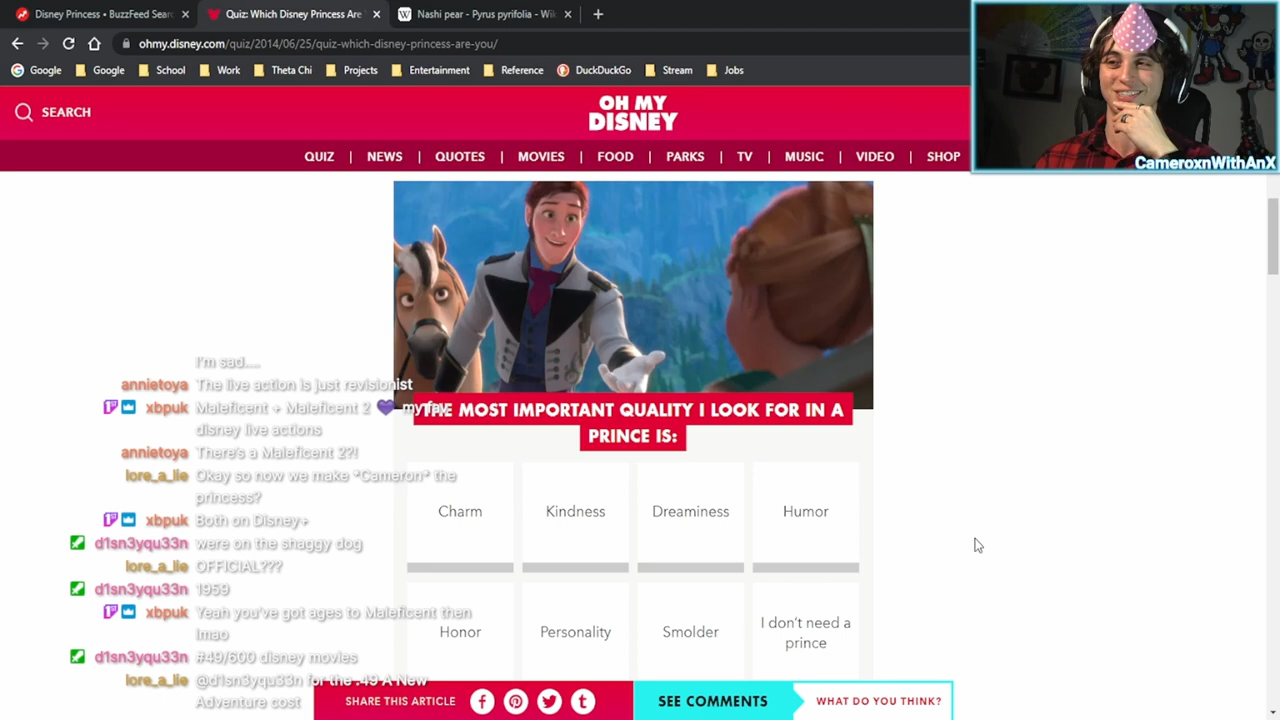 Disney Princess • BuzzFeed Sear
Quiz: Which Disney Princess Are
Nashi pear - Pyrus pyrifolia - Wik
ohmy.disney.com/quiz/2014/06/25/quiz-which-disney-princess-are-you/
Google Google School Work Theta Chi Projects Entertainment Reference DuckDuckGo Stream Jobs
CameroxnWithAnX
SEARCH
OH MY
DISNEY
QUIZ | NEWS | QUOTES | MOVIES | FOOD | PARKS | TV | MUSIC | VIDEO | SHOP
I'm sad....
annietoya The live action is just revisionist
xbpuk Maleficent + Maleficent 2 💜 my fav
disney live actions
annietoya There's a Maleficent 2?!
lore_a_lie Okay so now we make *Cameron* the
princess?
xbpuk Both on Disney+
d1sn3yqu33n were on the shaggy dog
lore_a_lie OFFICIAL???
d1sn3yqu33n 1959
xbpuk Yeah you've got ages to Maleficent then
lmao
d1sn3yqu33n #49/600 disney movies
lore_a_lie @d1sn3yqu33n for the .49 A New
Adventure cost
THE MOST IMPORTANT QUALITY I LOOK FOR IN A
PRINCE IS:
Charm
Kindness
Dreaminess
Humor
Honor
Personality
Smolder
I don't need a
prince
SHARE THIS ARTICLE
SEE COMMENTS
WHAT DO YOU THINK?